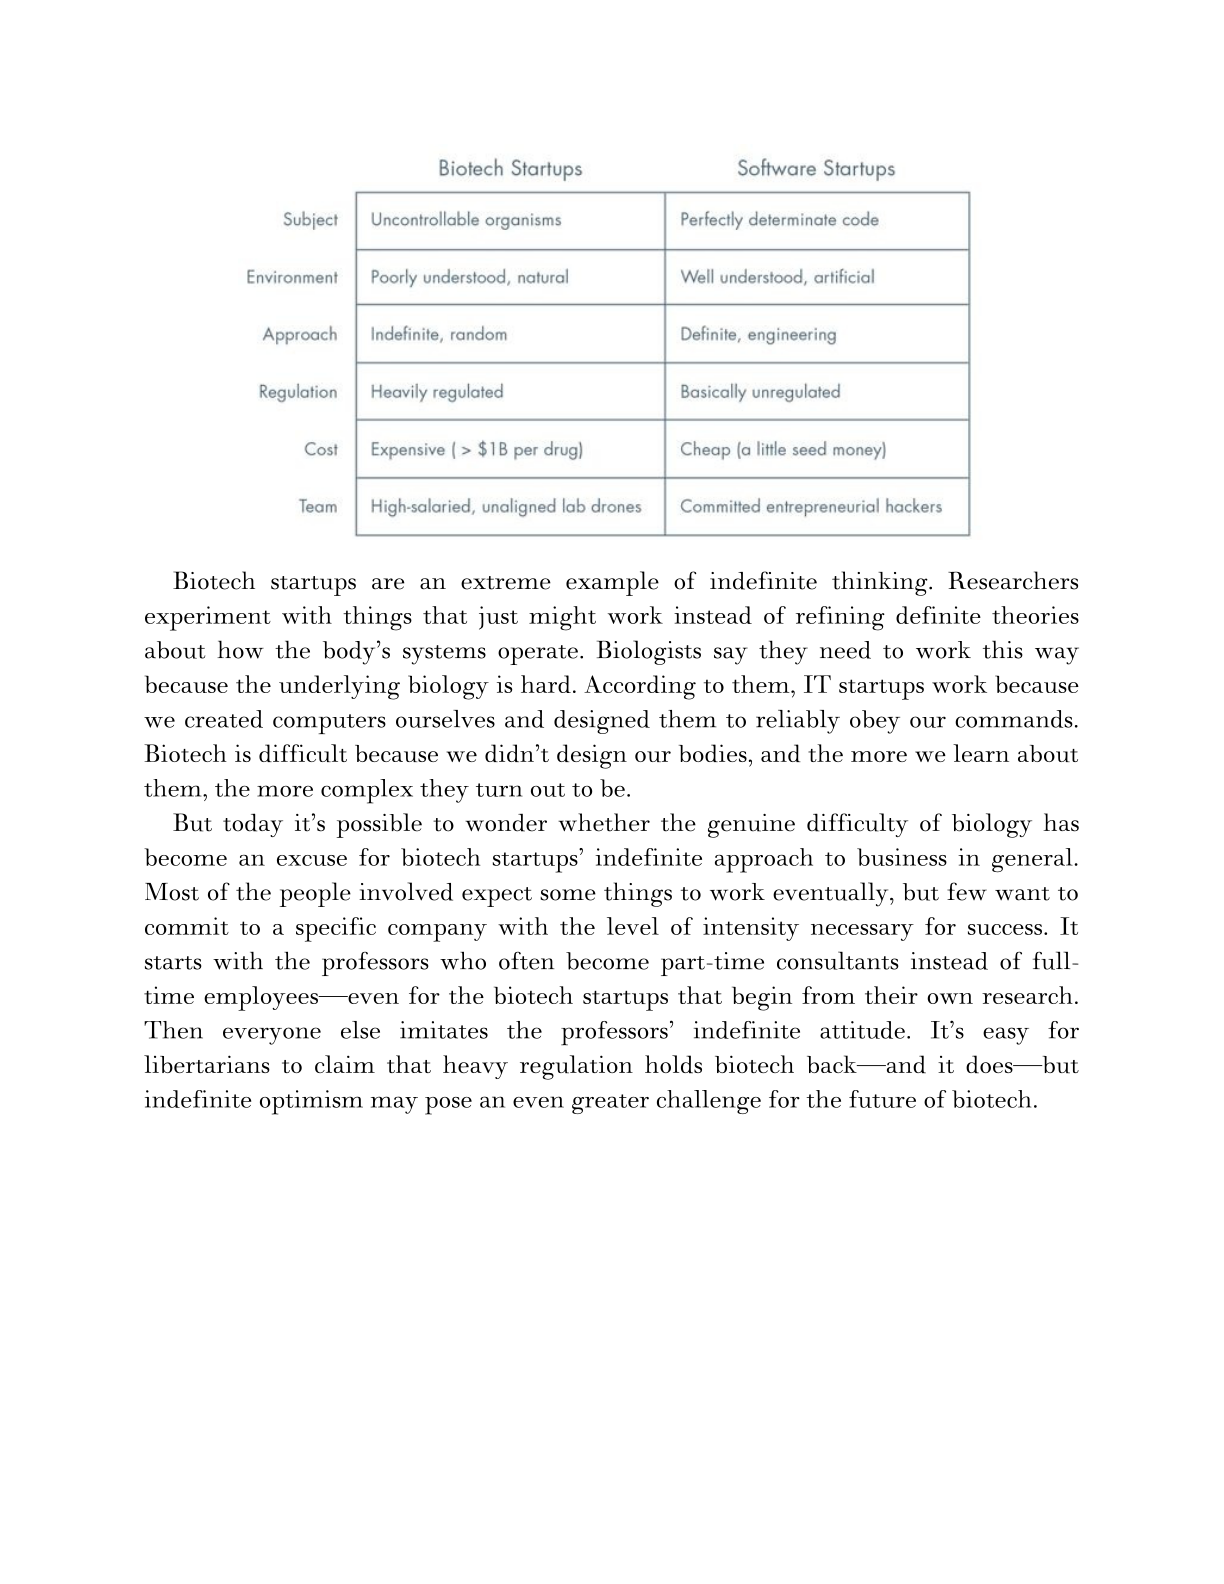 Biotech Startups Software Startups
Subject Uncontrollable organisms Perfectly determinate code
Environment Poorly understood, natural Well understood, artificial
Approach Indefinite, random Definite, engineering
Regulation Heavily regulated Basically unregulated
Cost Expensive ( > $1B per drug) Cheap (a little seed money)
Team High-salaried, unaligned lab drones Committed entrepreneurial hackers
Biotech startups are an extreme example of indefinite thinking. Researchers
experiment with things that just might work instead of refining definite theories
about how the body’s systems operate. Biologists say they need to work this way
because the underlying biology is hard. According to them, IT startups work because
we created computers ourselves and designed them to reliably obey our commands.
Biotech is difficult because we didn’t design our bodies, and the more we learn about
them, the more complex they turn out to be.
But today it’s possible to wonder whether the genuine difficulty of biology has
become an excuse for biotech startups’ indefinite approach to business in general.
Most of the people involved expect some things to work eventually, but few want to
commit to a specific company with the level of intensity necessary for success. It
starts with the professors who often become part-time consultants instead of full-
time employees—even for the biotech startups that begin from their own research.
Then everyone else imitates the professors’ indefinite attitude. It’s easy for
libertarians to claim that heavy regulation holds biotech back—and it does—but
indefinite optimism may pose an even greater challenge for the future of biotech.